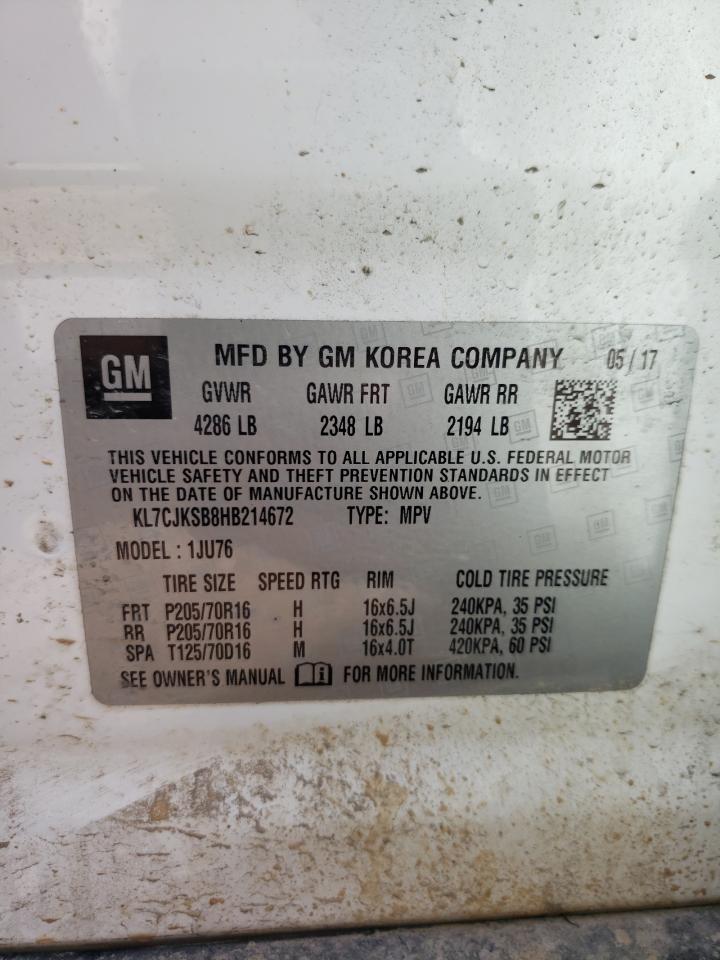 GM
MFD BY GM KOREA COMPANY 05 / 17
GVWR GAWR FRT GAWR RR
4286 LB 2348 LB 2194 LB
THIS VEHICLE CONFORMS TO ALL APPLICABLE U.S. FEDERAL MOTOR
VEHICLE SAFETY AND THEFT PREVENTION STANDARDS IN EFFECT
ON THE DATE OF MANUFACTURE SHOWN ABOVE.
KL7CJKSB8HB214672 TYPE: MPV
MODEL : 1JU76
TIRE SIZE SPEED RTG RIM COLD TIRE PRESSURE
FRT P205/70R16 H 16x6.5J 240KPA, 35 PSI
RR P205/70R16 H 16x6.5J 240KPA, 35 PSI
SPA T125/70D16 M 16x4.0T 420KPA, 60 PSI
SEE OWNER'S MANUAL FOR MORE INFORMATION.